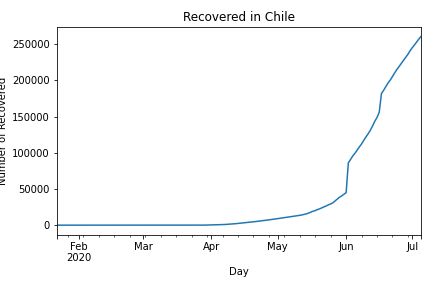 Recovered in Chile
250000
200000
150000
100000
50000
0
Number of Recovered
Feb Mar Apr May Jun Jul
2020
Day